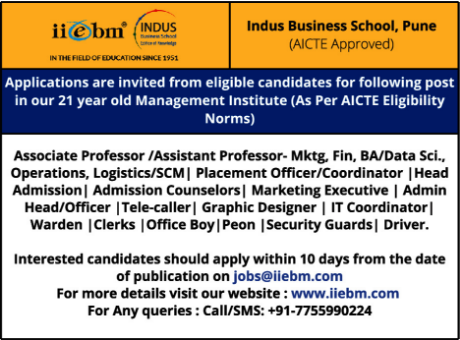 iiebm®
INDUS
Business School
School of Knowledge
IN THE FIELD OF EDUCATION SINCE 1951
Indus Business School, Pune
(AICTE Approved)
Applications are invited from eligible candidates for following post
in our 21 year old Management Institute (As Per AICTE Eligibility
Norms)
Associate Professor /Assistant Professor- Mktg, Fin, BA/Data Sci.,
Operations, Logistics/SCM| Placement Officer/Coordinator |Head
Admission| Admission Counselors| Marketing Executive | Admin
Head/Officer |Tele-caller| Graphic Designer | IT Coordinator|
Warden |Clerks |Office Boy|Peon |Security Guards| Driver.
Interested candidates should apply within 10 days from the date
of publication on jobs@iiebm.com
For more details visit our website : www.iiebm.com
For Any queries : Call/SMS: +91-7755990224